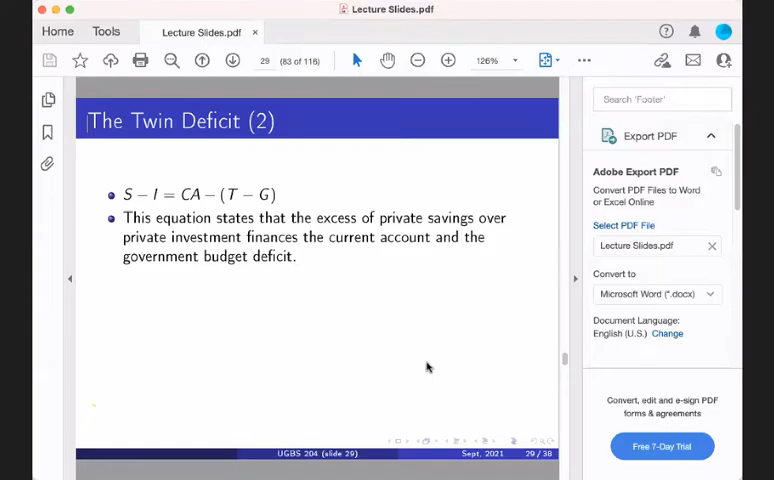 Lecture Slides.pdf
Home
Tools
Lecture Slides.pdf ×
29
(83 of 116)
126%
The Twin Deficit (2)
S − I = CA − (T − G)
This equation states that the excess of private savings over
private investment finances the current account and the
government budget deficit.
UGBS 204 (slide 29)
Sept, 2021
29 / 38
Search 'Footer'
Export PDF
Adobe Export PDF
Convert PDF Files to Word
or Excel Online
Select PDF File
Lecture Slides.pdf
Convert to
Microsoft Word (*.docx)
Document Language:
English (U.S.) Change
Convert, edit and e-sign PDF
forms & agreements
Free 7-Day Trial